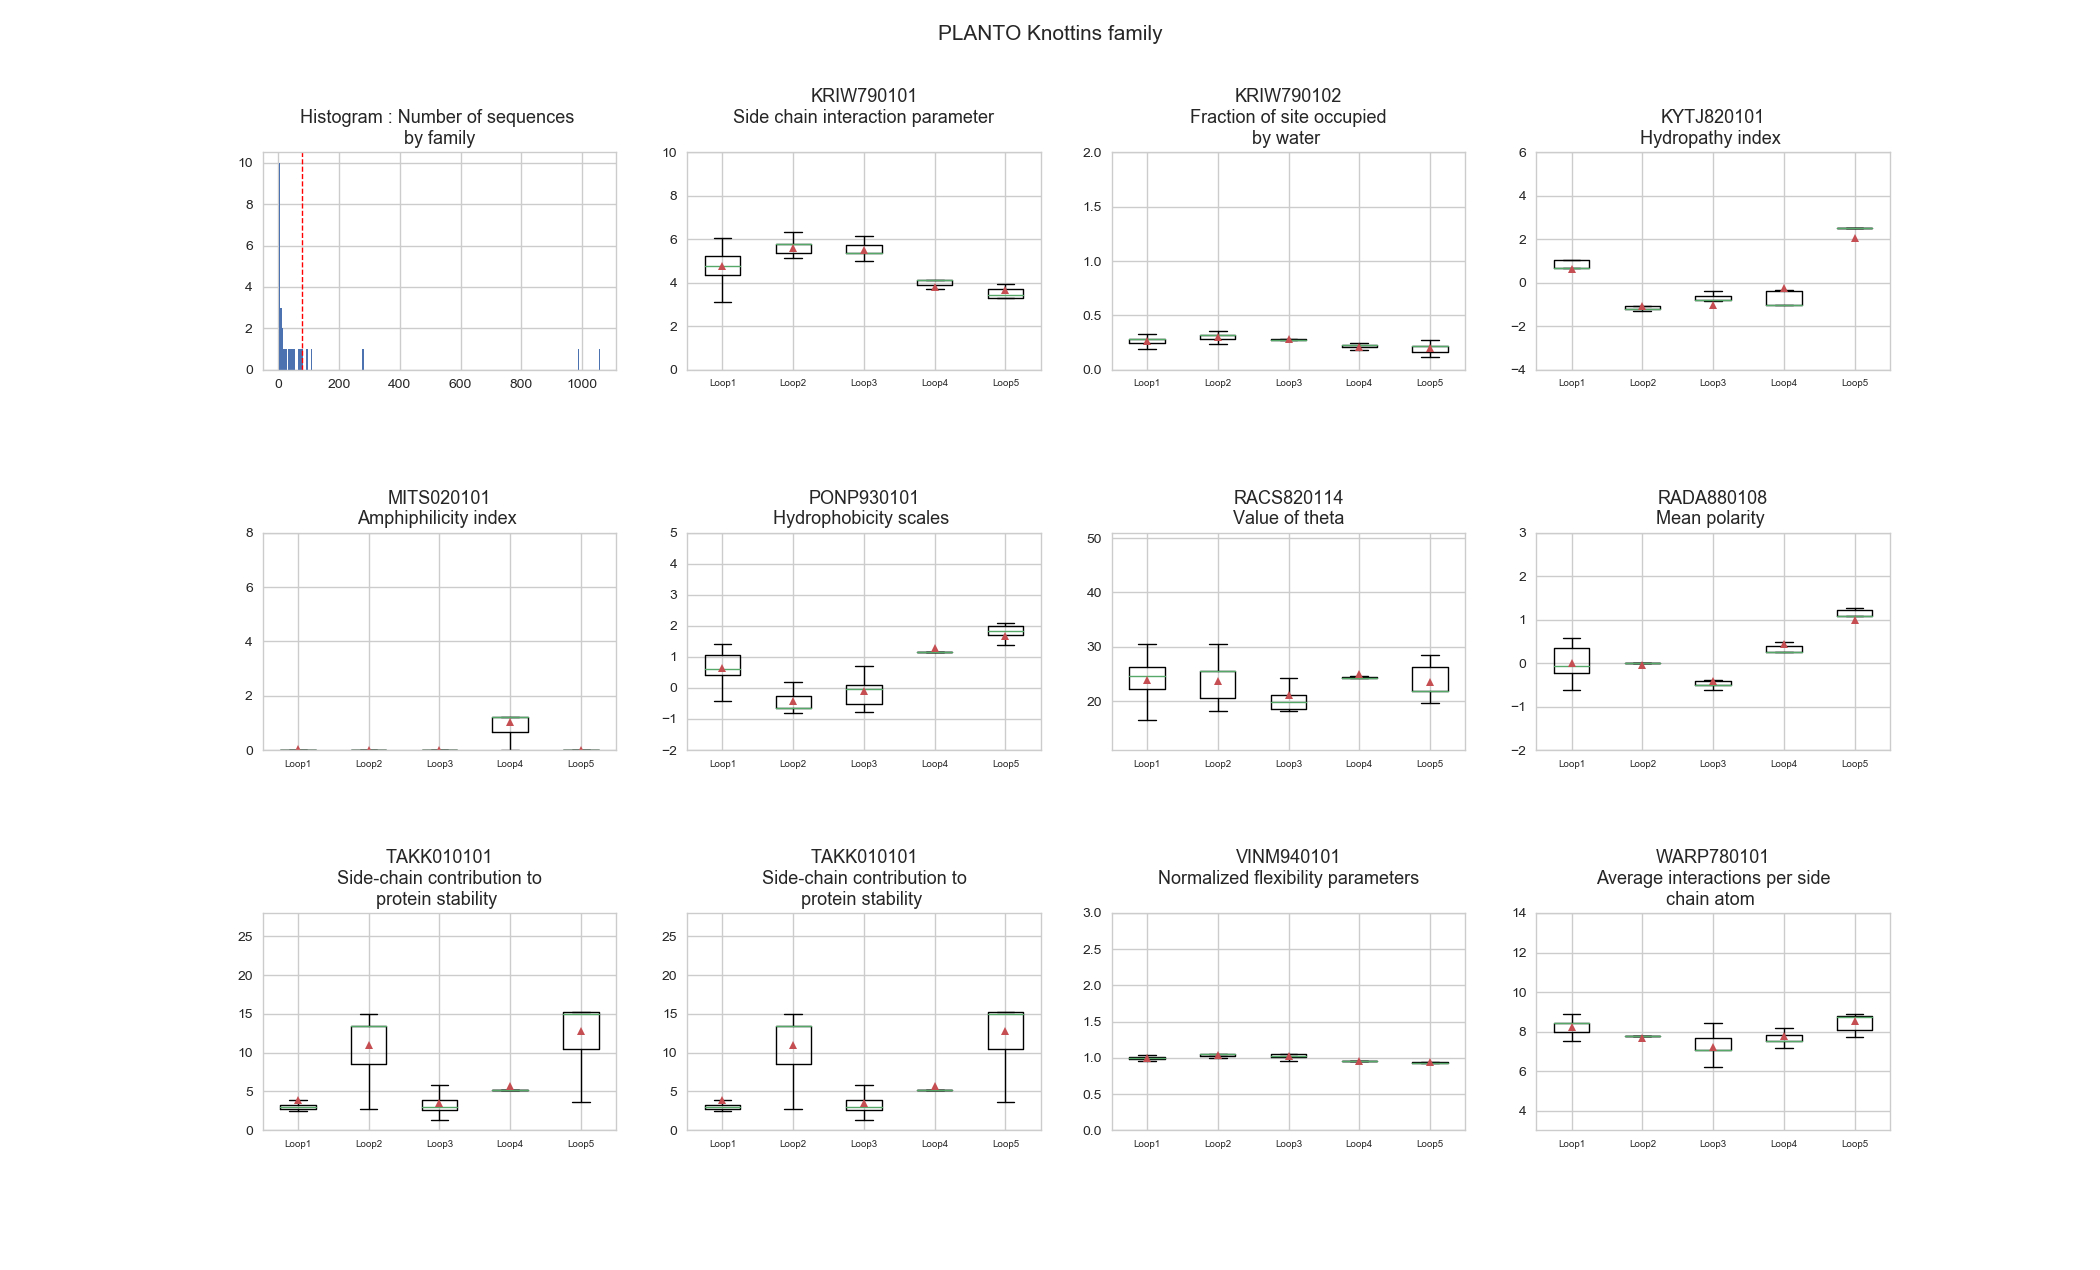 PLANTO Knottins family
Histogram : Number of sequences
by family
10
8
6
4
2
0
0 200 400 600 800 1000
KRIW790101
Side chain interaction parameter
10
8
6
4
2
0
Loop1 Loop2 Loop3 Loop4 Loop5
KRIW790102
Fraction of site occupied
by water
2.0
1.5
1.0
0.5
0.0
Loop1 Loop2 Loop3 Loop4 Loop5
KYTJ820101
Hydropathy index
6
4
2
0
−2
−4
Loop1 Loop2 Loop3 Loop4 Loop5
MITS020101
Amphiphilicity index
8
6
4
2
0
Loop1 Loop2 Loop3 Loop4 Loop5
PONP930101
Hydrophobicity scales
5
4
3
2
1
0
−1
−2
Loop1 Loop2 Loop3 Loop4 Loop5
RACS820114
Value of theta
50
40
30
20
Loop1 Loop2 Loop3 Loop4 Loop5
RADA880108
Mean polarity
3
2
1
0
−1
−2
Loop1 Loop2 Loop3 Loop4 Loop5
TAKK010101
Side-chain contribution to
protein stability
25
20
15
10
5
0
Loop1 Loop2 Loop3 Loop4 Loop5
TAKK010101
Side-chain contribution to
protein stability
25
20
15
10
5
0
Loop1 Loop2 Loop3 Loop4 Loop5
VINM940101
Normalized flexibility parameters
3.0
2.5
2.0
1.5
1.0
0.5
0.0
Loop1 Loop2 Loop3 Loop4 Loop5
WARP780101
Average interactions per side
chain atom
14
12
10
8
6
4
Loop1 Loop2 Loop3 Loop4 Loop5